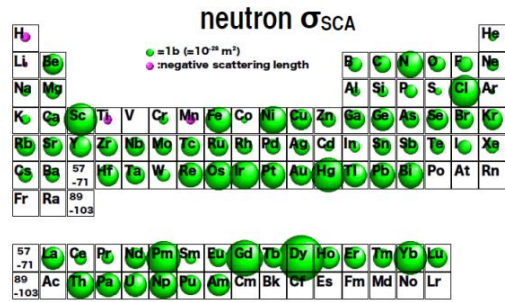 neutron σSCA
=1b (=10⁻²⁸ m²)
:negative scattering length
H He
Li Be B C N O F Ne
Na Mg Al Si P S Cl Ar
K Ca Sc Ti V Cr Mn Fe Co Ni Cu Zn Ga Ge As Se Br Kr
Rb Sr Y Zr Nb Mo Tc Ru Rh Pd Ag Cd In Sn Sb Te I Xe
Cs Ba 57 -71 Hf Ta W Re Os Ir Pt Au Hg Tl Pb Bi Po At Rn
Fr Ra 89 -103
57 -71 La Ce Pr Nd Pm Sm Eu Gd Tb Dy Ho Er Tm Yb Lu
89 -103 Ac Th Pa U Np Pu Am Cm Bk Cf Es Fm Md No Lr